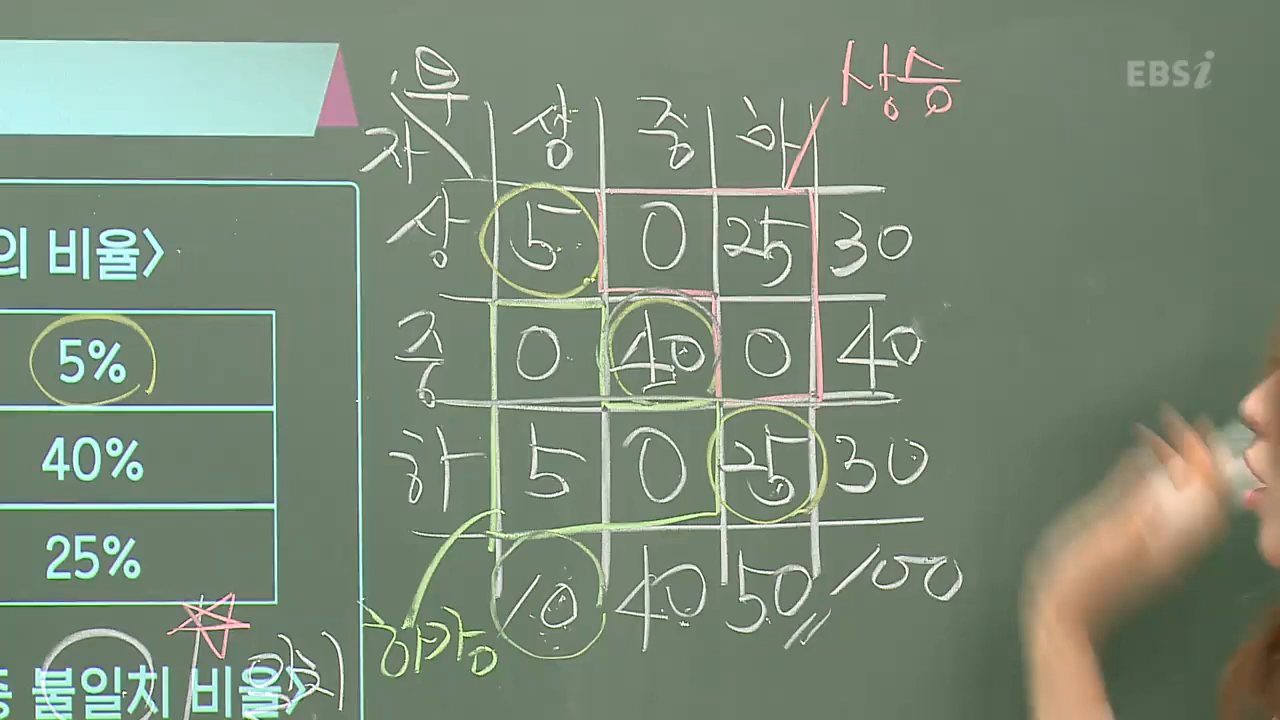 EBSi
부
상승
자 상 중 하
상 5 0 25 30
중 0 40 0 40
하 5 0 25 30
10 40 50 100
하강
의 비율>
5%
40%
25%
불일치 비율>